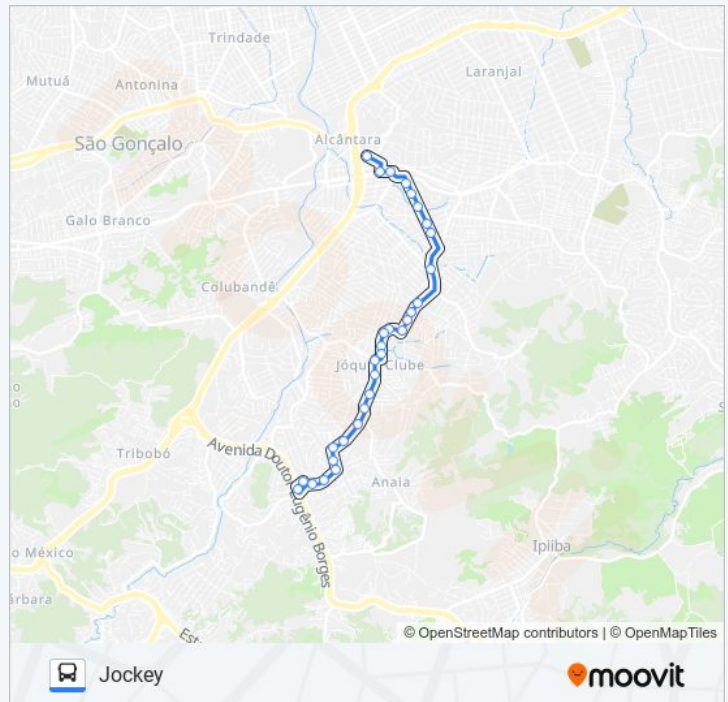 Trindade
Laranjal
Mutuá
Antonina
Alcântara
São Gonçalo
Galo Branco
Colubandê
Jóquei Clube
Tribobó
Avenida Doutor Eugênio Borges
Anaia
Ipiiba
o México
árbara
Est
© OpenStreetMap contributors | © OpenMapTiles
Jockey
moovit